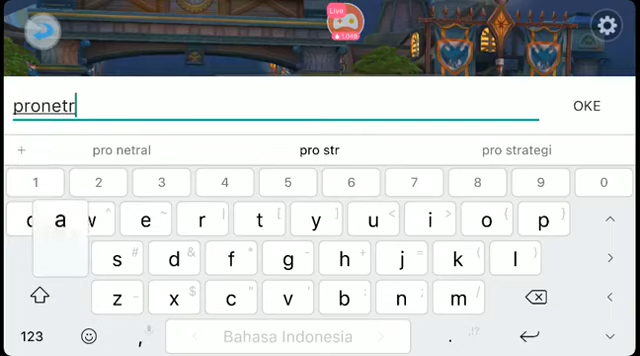 Live
pronetr
OKE
+ pro netral pro str pro strategi
1 2 3 4 5 6 7 8 9 0
a w ^ e ~ r | t [ y ] u < i > o { p }
s # d & f * g - h + j = k ( l )
z _ x $ c " v ' b : n ; m /
123 , Bahasa Indonesia . ,!?